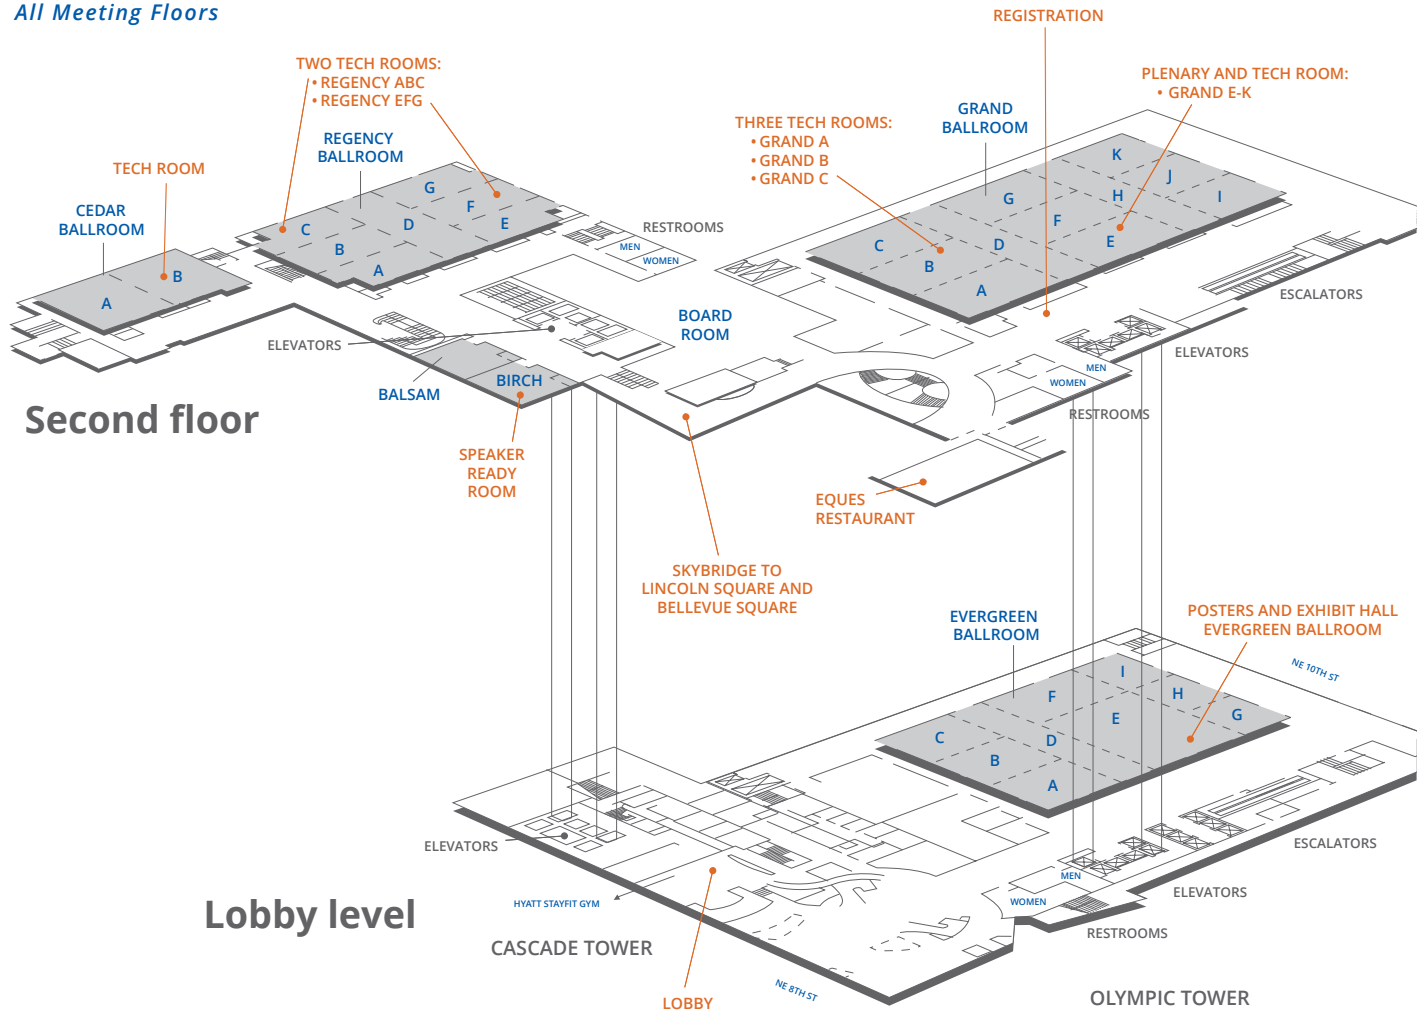 All Meeting Floors
REGISTRATION
TWO TECH ROOMS:
• REGENCY ABC
• REGENCY EFG
PLENARY AND TECH ROOM:
• GRAND E-K
THREE TECH ROOMS:
• GRAND A
• GRAND B
• GRAND C
GRAND
BALLROOM
REGENCY
BALLROOM
TECH ROOM
CEDAR
BALLROOM
A
B
C
B
A
D
G
F
E
RESTROOMS
MEN
WOMEN
C
B
A
D
G
F
E
H
K
J
I
ESCALATORS
BOARD
ROOM
ELEVATORS
ELEVATORS
BALSAM
BIRCH
MEN
WOMEN
RESTROOMS
Second floor
SPEAKER
READY
ROOM
EQUES
RESTAURANT
SKYBRIDGE TO
LINCOLN SQUARE AND
BELLEVUE SQUARE
EVERGREEN
BALLROOM
POSTERS AND EXHIBIT HALL
EVERGREEN BALLROOM
NE 10TH ST
I
H
G
F
E
D
C
B
A
ELEVATORS
ESCALATORS
MEN
WOMEN
ELEVATORS
RESTROOMS
HYATT STAYFIT GYM
Lobby level
CASCADE TOWER
LOBBY
NE 8TH ST
OLYMPIC TOWER